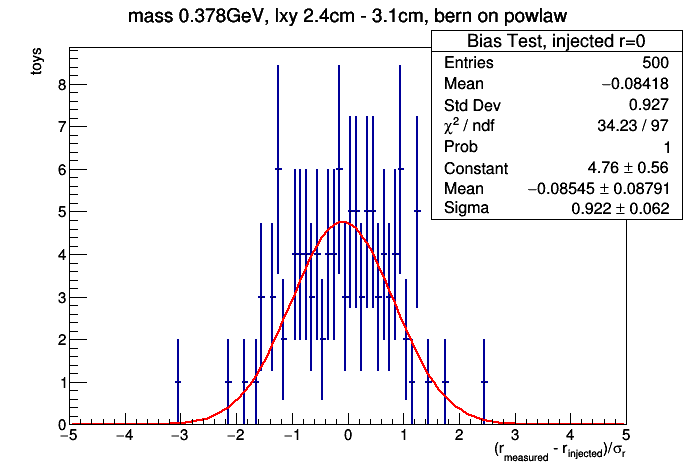 mass 0.378GeV, lxy 2.4cm - 3.1cm, bern on powlaw
toys
Bias Test, injected r=0
Entries 500
Mean −0.08418
Std Dev 0.927
χ² / ndf 34.23 / 97
Prob 1
Constant 4.76 ± 0.56
Mean −0.08545 ± 0.08791
Sigma 0.922 ± 0.062
8
7
6
5
4
3
2
1
0
−5 −4 −3 −2 −1 0 1 2 3 4 5
(r_measured - r_injected)/σ_r